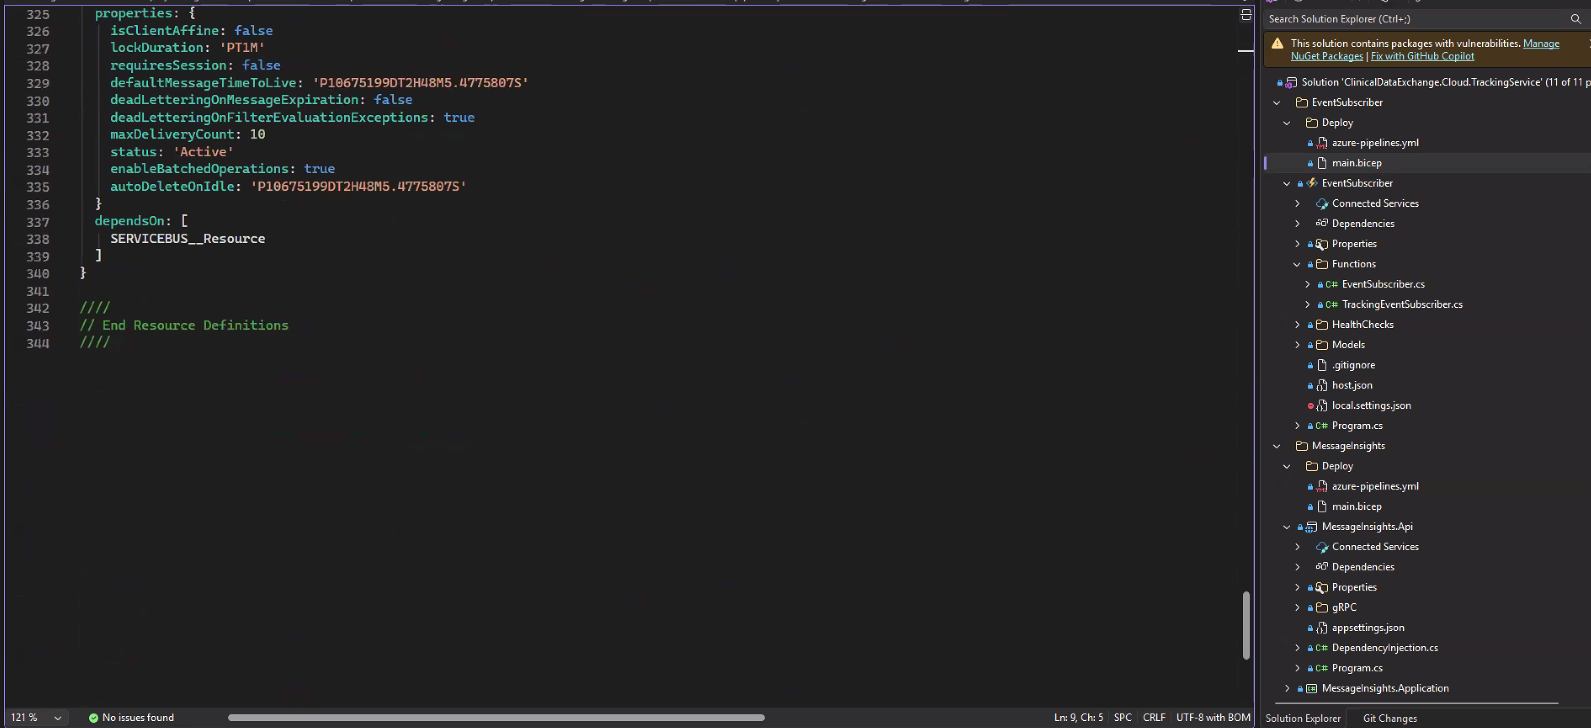 325 properties: {
326 isClientAffine: false
327 lockDuration: 'PT1M'
328 requiresSession: false
329 defaultMessageTimeToLive: 'P10675199DT2H48M5.4775807S'
330 deadLetteringOnMessageExpiration: false
331 deadLetteringOnFilterEvaluationExceptions: true
332 maxDeliveryCount: 10
333 status: 'Active'
334 enableBatchedOperations: true
335 autoDeleteOnIdle: 'P10675199DT2H48M5.4775807S'
336 }
337 dependsOn: [
338 SERVICEBUS__Resource
339 ]
340 }
341
342 ////
343 // End Resource Definitions
344 ////
121 %
No issues found
Ln: 9, Ch: 5 SPC CRLF UTF-8 with BOM
Search Solution Explorer (Ctrl+;)
This solution contains packages with vulnerabilities. Manage
NuGet Packages | Fix with GitHub Copilot
Solution 'ClinicalDataExchange.Cloud.TrackingService' (11 of 11 p
EventSubscriber
Deploy
azure-pipelines.yml
main.bicep
EventSubscriber
Connected Services
Dependencies
Properties
Functions
C# EventSubscriber.cs
C# TrackingEventSubscriber.cs
HealthChecks
Models
.gitignore
host.json
local.settings.json
C# Program.cs
MessageInsights
Deploy
azure-pipelines.yml
main.bicep
MessageInsights.Api
Connected Services
Dependencies
Properties
gRPC
appsettings.json
C# DependencyInjection.cs
C# Program.cs
MessageInsights.Application
Solution Explorer Git Changes